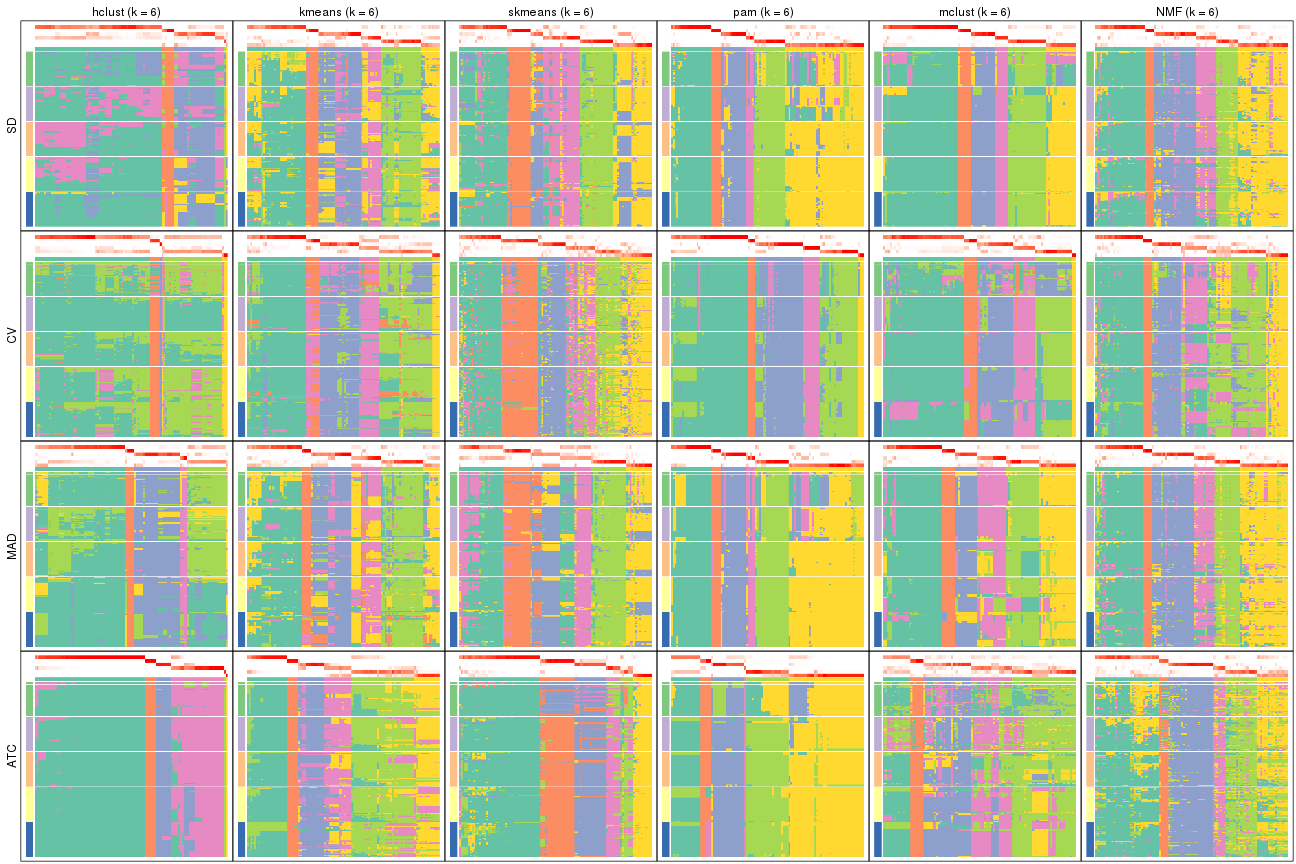 hclust (k = 6) kmeans (k = 6) skmeans (k = 6) pam (k = 6) mclust (k = 6) NMF (k = 6)
SD
CV
MAD
ATC